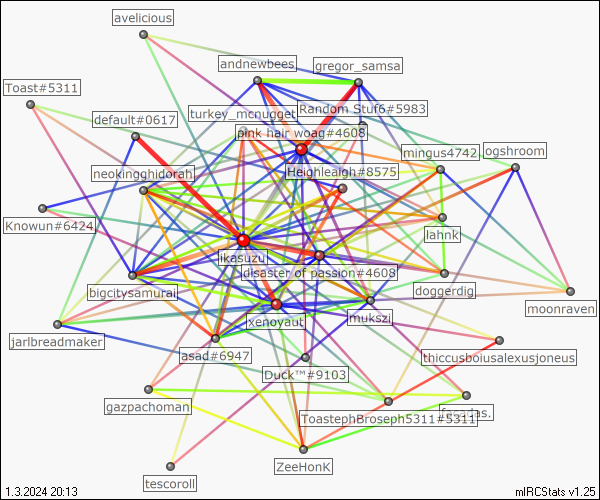 avelicious
andnewbees
gregor_samsa
Toast#5311
Random Stuf6#5983
turkey_mcnugget
default#0617
pink hair woag#4608
mingus4742
ogshroom
neokingghidorah
Heighleigh#8575
Knowun#6424
lahnk
ikasuzu
disaster of passion#4608
bigcitysamurai
doggerdig
moonraven
xenoyaut
mukszi
jarlbreadmaker
asad#6947
thiccusboiusalexusjoneus
Duck™#9103
gazpachoman
ToastephBroseph5311#5311
ZeeHonK
tescoroll
1.3.2024 20:13
mIRCStats v1.25